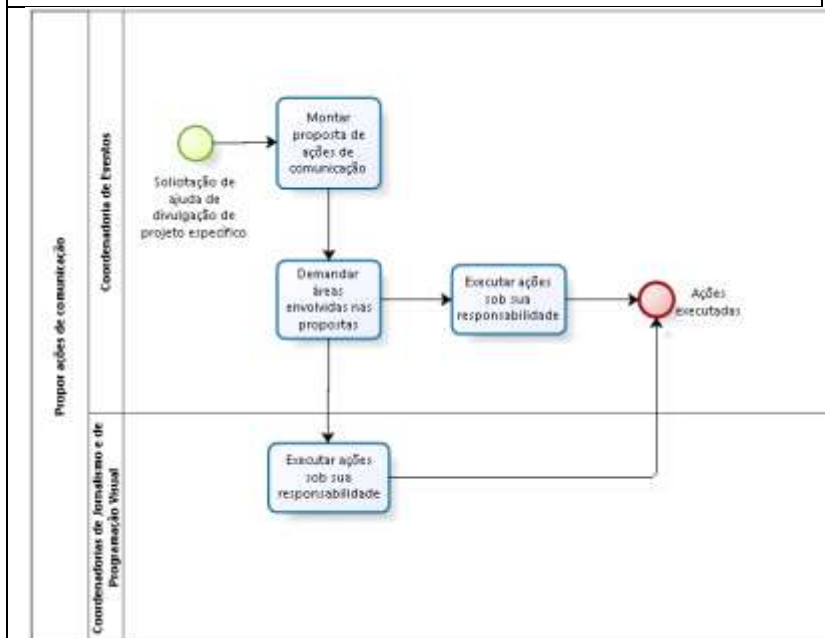 Propor ações de comunicação
Coordenadoria de Eventos
Montar
proposta de
ações de
comunicação
Solicitação de
ajuda de
divulgação de
projeto específico
Demandar
áreas
envolvidas nas
propostas
Executar ações
sob sua
responsabilidade
Ações
executadas
Coordenadorias de Jornalismo e de
Programação Visual
Executar ações
sob sua
responsabilidade